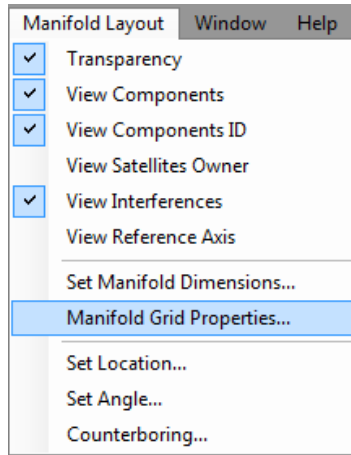 Manifold Layout Window Help
Transparency
View Components
View Components ID
View Satellites Owner
View Interferences
View Reference Axis
Set Manifold Dimensions...
Manifold Grid Properties...
Set Location...
Set Angle...
Counterboring...